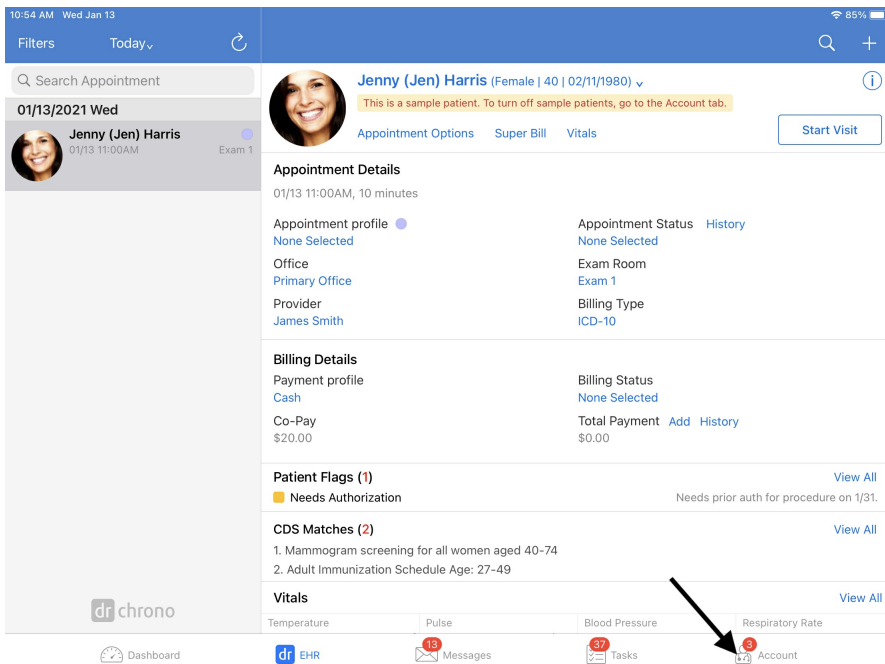 10:54 AM Wed Jan 13
85%
Filters Today
Search Appointment
01/13/2021 Wed
Jenny (Jen) Harris
01/13 11:00AM Exam 1
Jenny (Jen) Harris (Female | 40 | 02/11/1980)
This is a sample patient. To turn off sample patients, go to the Account tab.
Appointment Options Super Bill Vitals
Start Visit
Appointment Details
01/13 11:00AM, 10 minutes
Appointment profile Appointment Status History
None Selected None Selected
Office Exam Room
Primary Office Exam 1
Provider Billing Type
James Smith ICD-10
Billing Details
Payment profile Billing Status
Cash None Selected
Co-Pay Total Payment Add History
$20.00 $0.00
Patient Flags (1) View All
Needs Authorization Needs prior auth for procedure on 1/31.
CDS Matches (2) View All
1. Mammogram screening for all women aged 40-74
2. Adult Immunization Schedule Age: 27-49
Vitals View All
Temperature Pulse Blood Pressure Respiratory Rate
dr chrono
Dashboard dr EHR 13 Messages 37 Tasks 3 Account